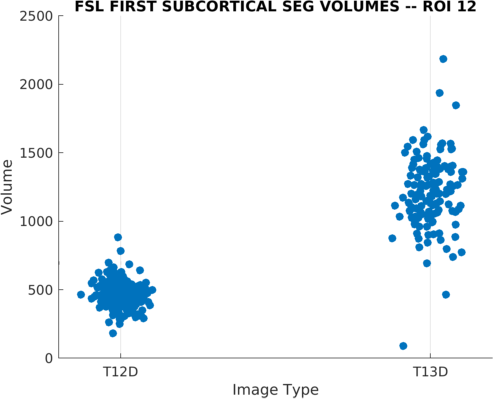 FSL FIRST SUBCORTICAL SEG VOLUMES -- ROI 12
2500
2000
1500
1000
500
0
Volume
T12D
T13D
Image Type